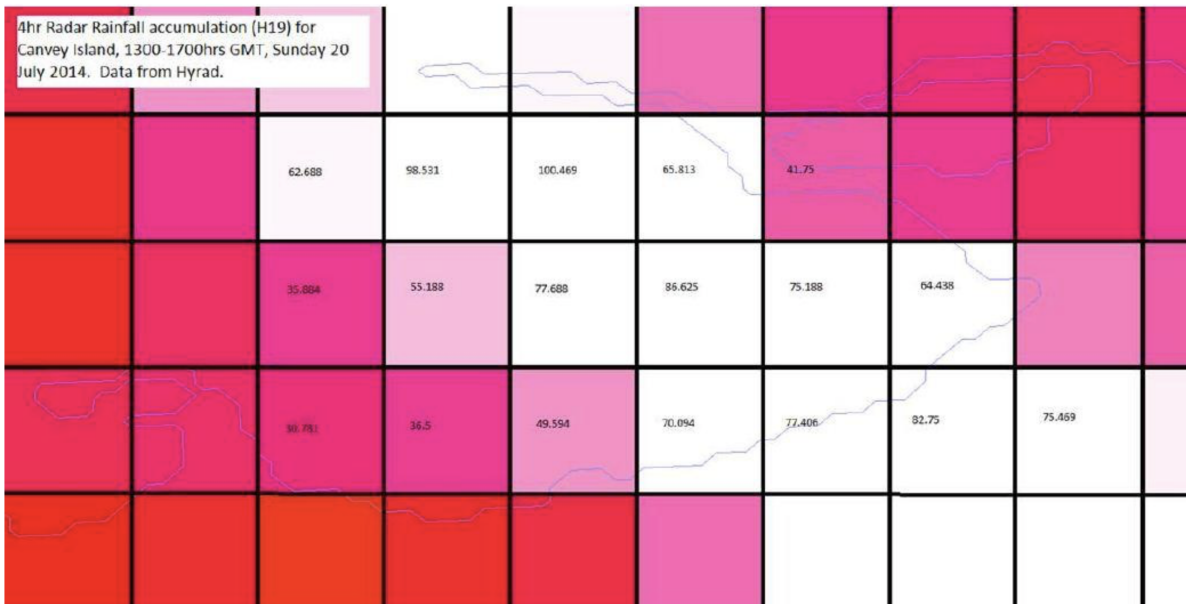 4hr Radar Rainfall accumulation (H19) for
Canvey Island, 1300-1700hrs GMT, Sunday 20
July 2014. Data from Hyrad.
62.688 98.531 100.469 65.813 41.75
35.884 55.188 77.688 86.625 75.188 64.438
30.781 36.5 49.594 70.094 77.406 82.75 75.469